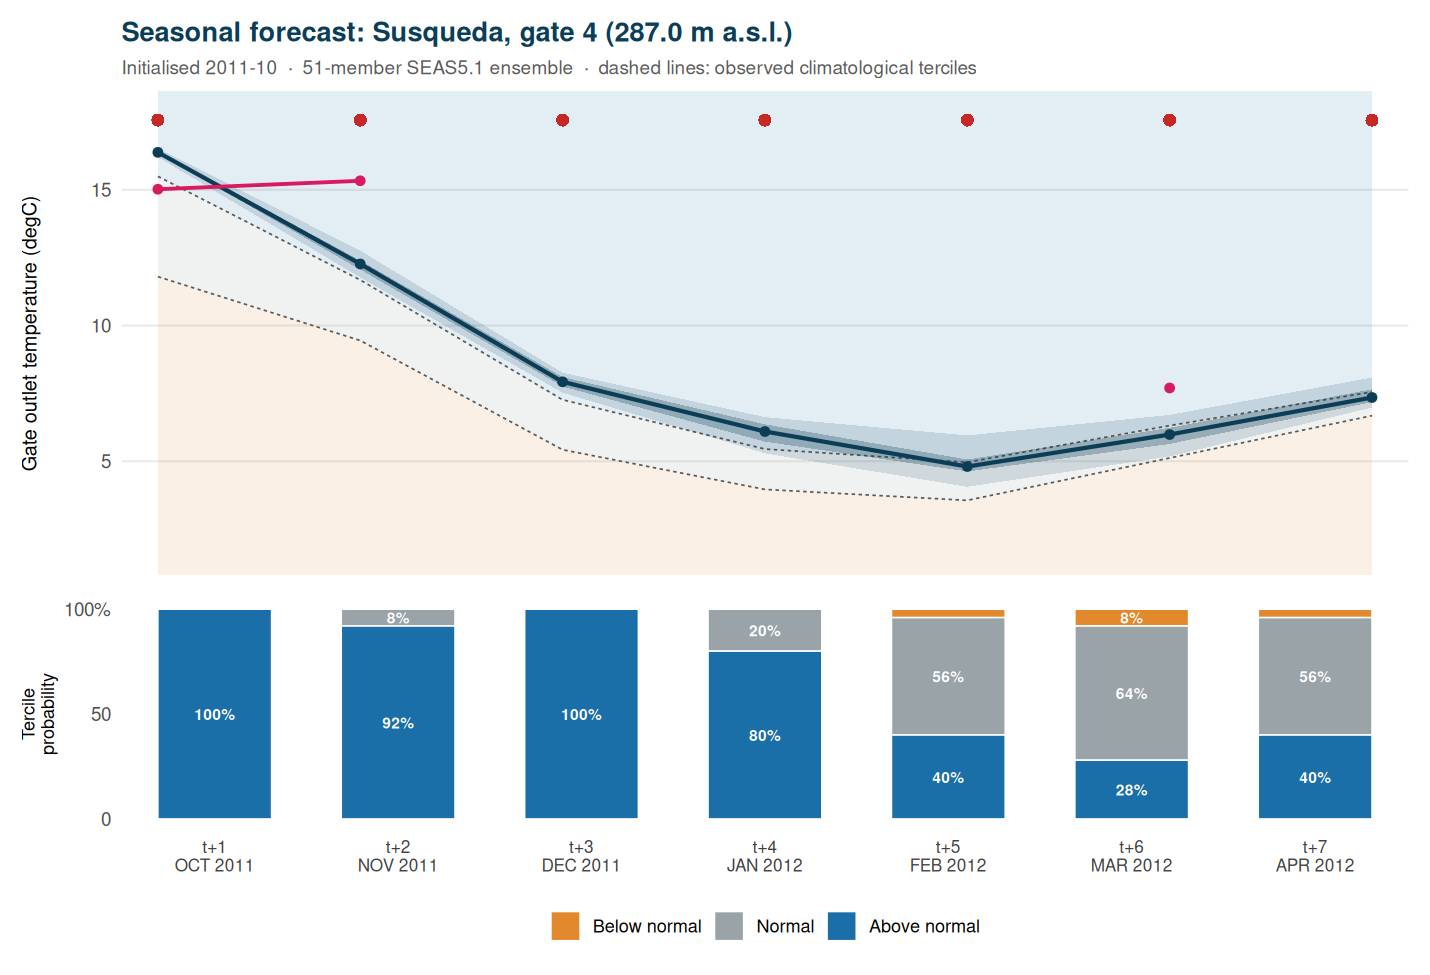 Seasonal forecast: Susqueda, gate 4 (287.0 m a.s.l.)
Initialised 2011-10 · 51-member SEAS5.1 ensemble · dashed lines: observed climatological terciles
Gate outlet temperature (degC)
15
10
5
Tercile
probability
100%
50
0
8%
20%
8%
56%
64%
56%
100%
92%
100%
80%
40%
28%
40%
t+1
OCT 2011
t+2
NOV 2011
t+3
DEC 2011
t+4
JAN 2012
t+5
FEB 2012
t+6
MAR 2012
t+7
APR 2012
Below normal
Normal
Above normal